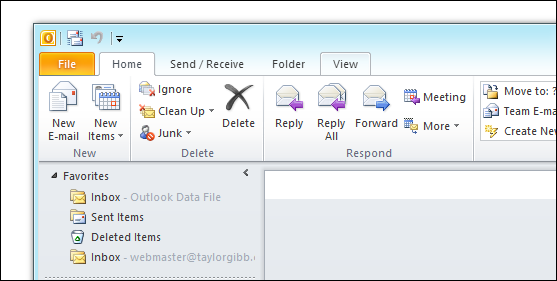 File Home Send / Receive Folder View
New E-mail
New Items
New
Ignore
Clean Up
Junk
Delete
Delete
Reply
Reply All
Forward
Meeting
More
Respond
Move to: ?
Team E-ma
Create New
Favorites
Inbox - Outlook Data File
Sent Items
Deleted Items
Inbox - webmaster@taylorgibb.